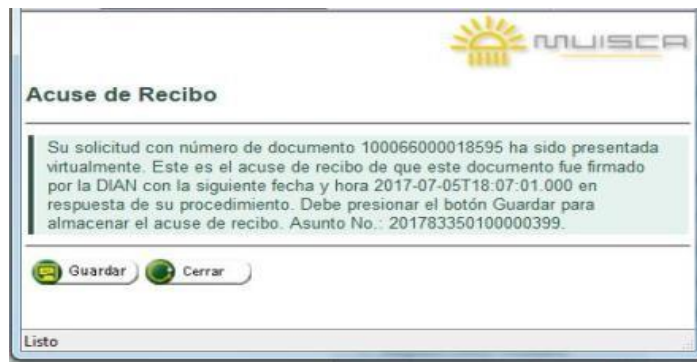 MUISCA
Acuse de Recibo
Su solicitud con número de documento 100066000018595 ha sido presentada
virtualmente. Este es el acuse de recibo de que este documento fue firmado
por la DIAN con la siguiente fecha y hora 2017-07-05T18:07:01.000 en
respuesta de su procedimiento. Debe presionar el botón Guardar para
almacenar el acuse de recibo. Asunto No.: 201783350100000399.
Guardar Cerrar
Listo